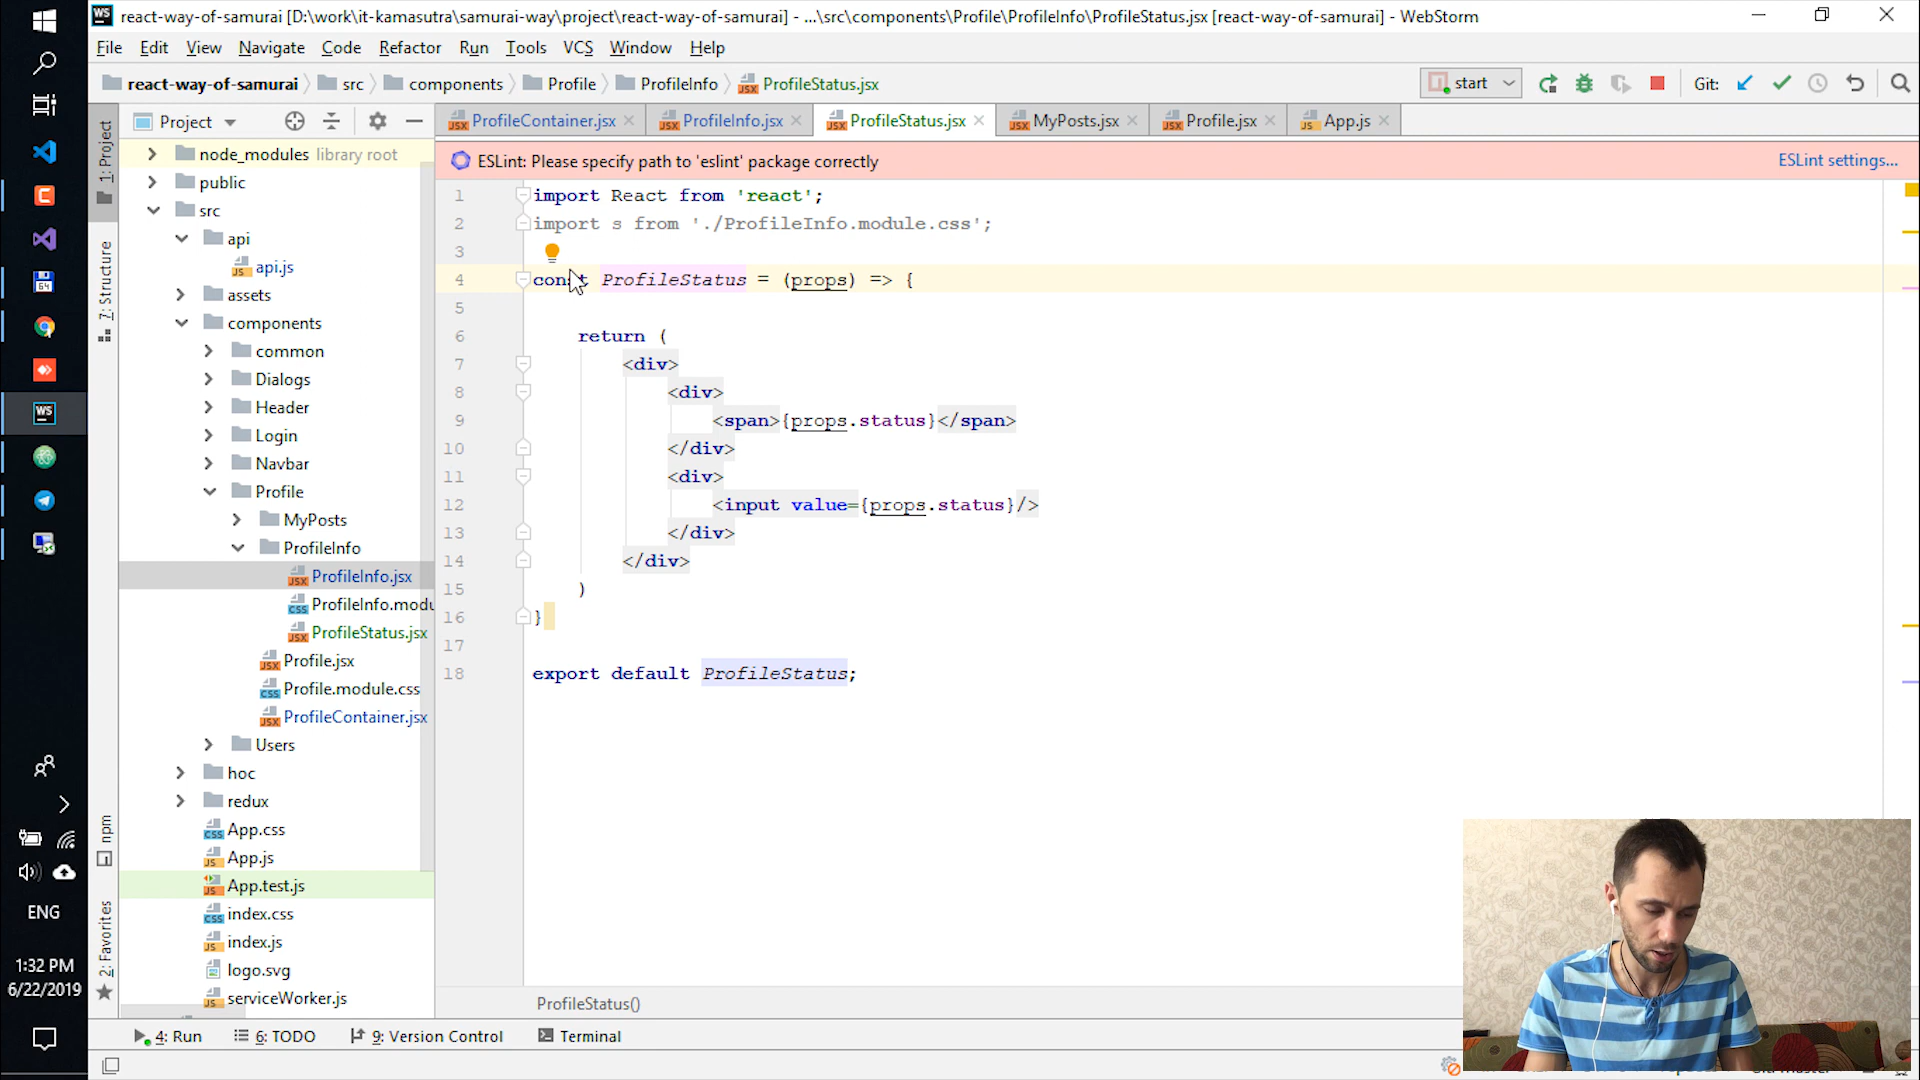 react-way-of-samurai [D:\work\it-kamasutra\samurai-way\project\react-way-of-samurai] - ...\src\components\Profile\ProfileInfo\ProfileStatus.jsx [react-way-of-samurai] - WebStorm
File Edit View Navigate Code Refactor Run Tools VCS Window Help
react-way-of-samurai src components Profile ProfileInfo ProfileStatus.jsx start Git:
Project
ProfileContainer.jsx ProfileInfo.jsx ProfileStatus.jsx MyPosts.jsx Profile.jsx App.js
ESLint: Please specify path to 'eslint' package correctly ESLint settings...
1: Project
7: Structure
npm
2: Favorites
node_modules library root
public
src
api
api.js
assets
components
common
Dialogs
Header
Login
Navbar
Profile
MyPosts
ProfileInfo
ProfileInfo.jsx
ProfileInfo.modu
ProfileStatus.jsx
Profile.jsx
Profile.module.css
ProfileContainer.jsx
Users
hoc
redux
App.css
App.js
App.test.js
index.css
index.js
logo.svg
serviceWorker.js
1 import React from 'react';
2 import s from './ProfileInfo.module.css';
3
4 const ProfileStatus = (props) => {
5
6 return (
7 <div>
8 <div>
9 <span>{props.status}</span>
10 </div>
11 <div>
12 <input value={props.status}/>
13 </div>
14 </div>
15 )
16 }
17
18 export default ProfileStatus;
ProfileStatus()
4: Run 6: TODO 9: Version Control Terminal
WS
ENG
1:32 PM
6/22/2019